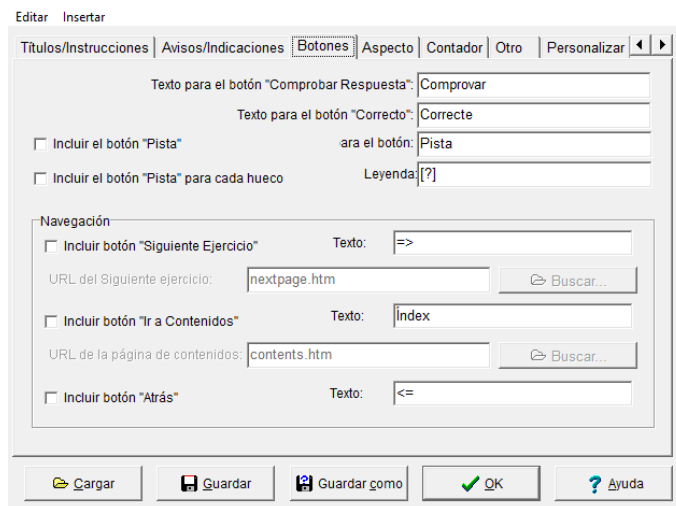 Editar Insertar
Títulos/Instrucciones Avisos/Indicaciones Botones Aspecto Contador Otro Personalizar
Texto para el botón "Comprobar Respuesta": Comprovar
Texto para el botón "Correcto": Correcte
Incluir el botón "Pista" ara el botón: Pista
Incluir el botón "Pista" para cada hueco Leyenda: [?]
Navegación
Incluir botón "Siguiente Ejercicio" Texto: =>
URL del Siguiente ejercicio: nextpage.htm Buscar...
Incluir botón "Ir a Contenidos" Texto: Índex
URL de la página de contenidos: contents.htm Buscar...
Incluir botón "Atrás" Texto: <=
Cargar Guardar Guardar como OK Ayuda